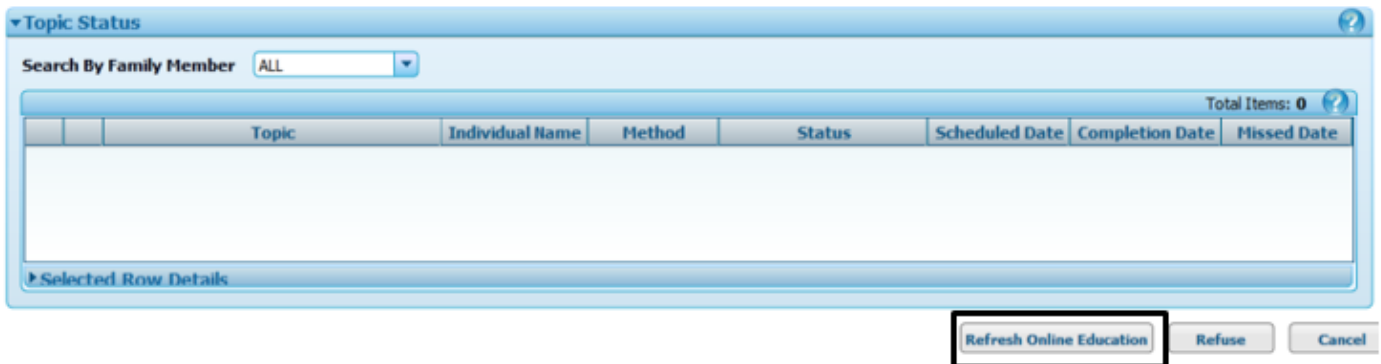 Topic Status
Search By Family Member ALL
Total Items: 0
Topic Individual Name Method Status Scheduled Date Completion Date Missed Date
Selected Row Details
Refresh Online Education Refuse Cancel